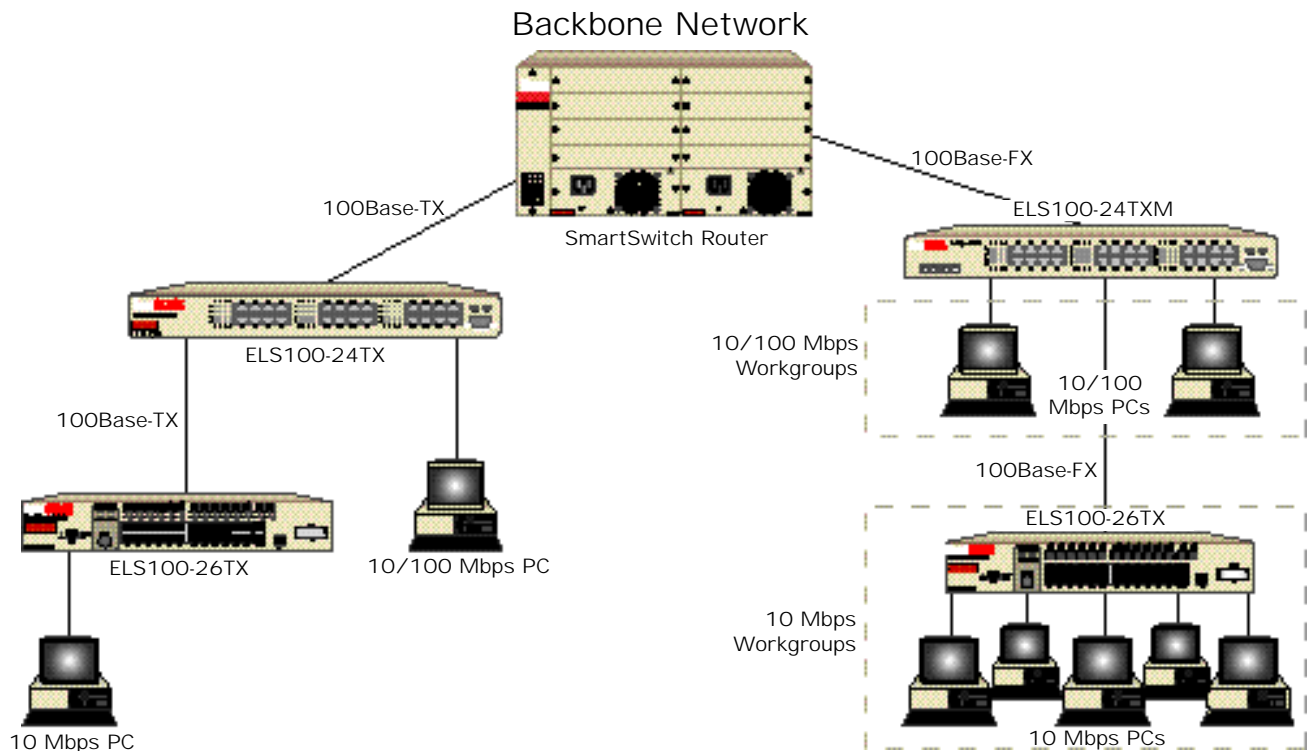 Backbone Network
100Base-FX
100Base-TX
ELS100-24TXM
SmartSwitch Router
10/100 Mbps
Workgroups
ELS100-24TX
10/100
Mbps PCs
100Base-TX
100Base-FX
ELS100-26TX
ELS100-26TX
10/100 Mbps PC
10 Mbps
Workgroups
10 Mbps PC
10 Mbps PCs